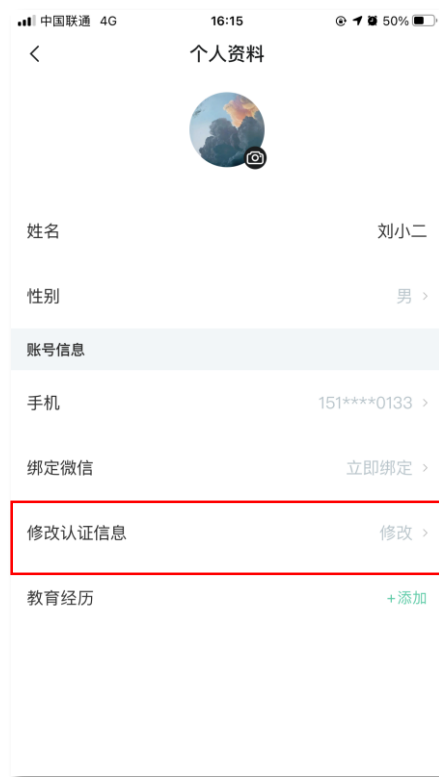 中国联通 4G 16:15 50%
个人资料
姓名 刘小二
性别 男
账号信息
手机 151****0133
绑定微信 立即绑定
修改认证信息 修改
教育经历 +添加